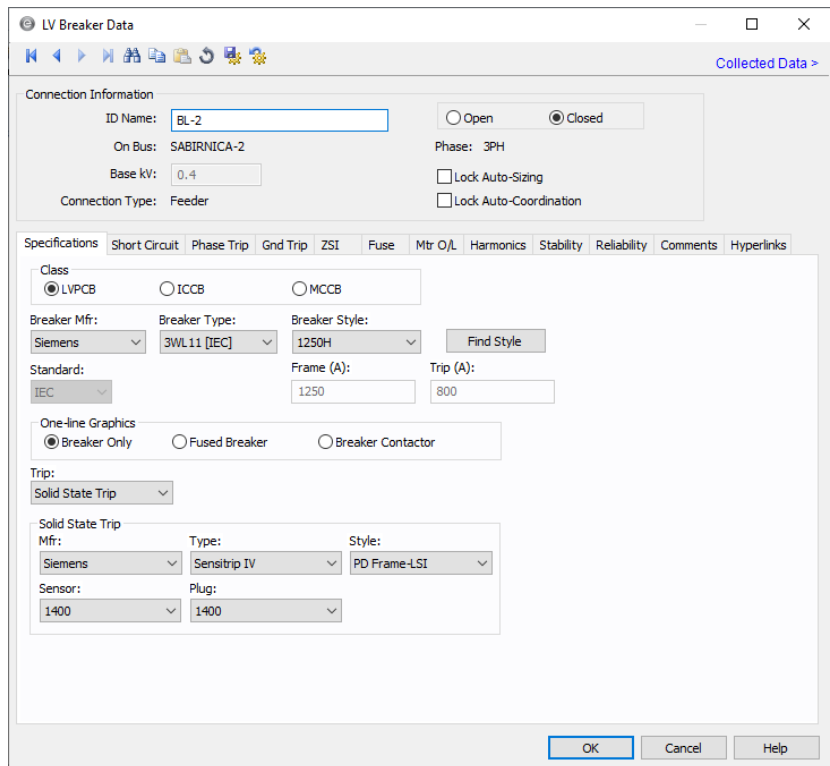 LV Breaker Data
Collected Data >
Connection Information
ID Name: BL-2
Open Closed
On Bus: SABIRNICA-2
Phase: 3PH
Base kV: 0.4
Lock Auto-Sizing
Connection Type: Feeder
Lock Auto-Coordination
Specifications Short Circuit Phase Trip Gnd Trip ZSI Fuse Mtr O/L Harmonics Stability Reliability Comments Hyperlinks
Class
LVPCB ICCB MCCB
Breaker Mfr: Breaker Type: Breaker Style:
Siemens 3WL11 [IEC] 1250H Find Style
Standard: Frame (A): Trip (A):
IEC 1250 800
One-line Graphics
Breaker Only Fused Breaker Breaker Contactor
Trip:
Solid State Trip
Solid State Trip
Mfr: Type: Style:
Siemens Sensitrip IV PD Frame-LSI
Sensor: Plug:
1400 1400
OK Cancel Help